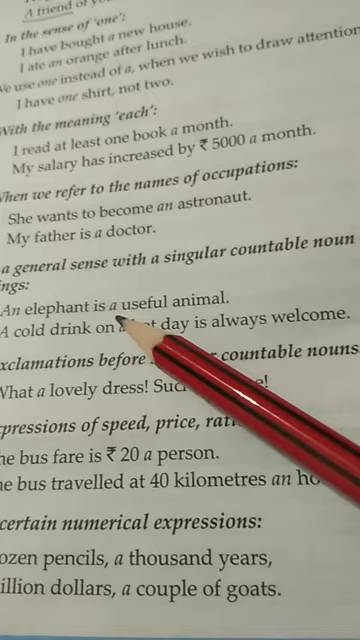 A friend of
In the sense of 'one':
I have bought a new house.
I ate an orange after lunch.
We use one instead of a, when we wish to draw attention
I have one shirt, not two.
With the meaning 'each':
I read at least one book a month.
My salary has increased by ₹ 5000 a month.
When we refer to the names of occupations:
She wants to become an astronaut.
My father is a doctor.
a general sense with a singular countable noun
ngs:
An elephant is a useful animal.
A cold drink on day is always welcome.
xclamations before countable nouns
What a lovely dress! Suc e!
pressions of speed, price, rat
he bus fare is ₹ 20 a person.
he bus travelled at 40 kilometres an ho
certain numerical expressions:
ozen pencils, a thousand years,
illion dollars, a couple of goats.